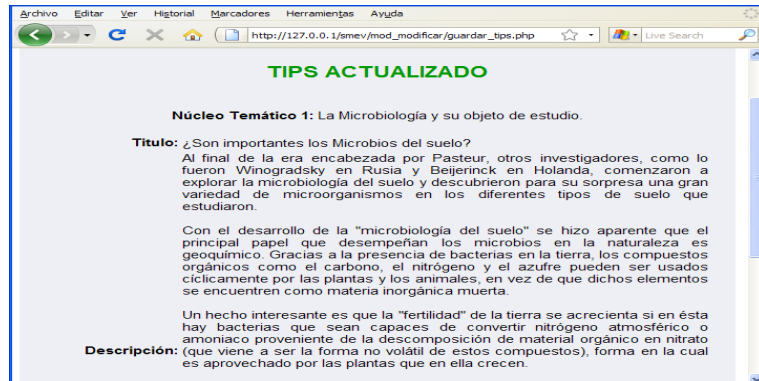 Archivo Editar Ver Historial Marcadores Herramientas Ayuda
http://127.0.0.1/smev/mod_modificar/guardar_tips.php Live Search
TIPS ACTUALIZADO
Núcleo Temático 1: La Microbiología y su objeto de estudio.
Titulo: ¿Son importantes los Microbios del suelo?
Al final de la era encabezada por Pasteur, otros investigadores, como lo
fueron Winogradsky en Rusia y Beijerinck en Holanda, comenzaron a
explorar la microbiología del suelo y descubrieron para su sorpresa una gran
variedad de microorganismos en los diferentes tipos de suelo que
estudiaron.
Con el desarrollo de la "microbiología del suelo" se hizo aparente que el
principal papel que desempeñan los microbios en la naturaleza es
geoquímico. Gracias a la presencia de bacterias en la tierra, los compuestos
orgánicos como el carbono, el nitrógeno y el azufre pueden ser usados
cíclicamente por las plantas y los animales, en vez de que dichos elementos
se encuentren como materia inorgánica muerta.
Un hecho interesante es que la "fertilidad" de la tierra se acrecienta si en ésta
hay bacterias que sean capaces de convertir nitrógeno atmosférico o
amoniaco proveniente de la descomposición de material orgánico en nitrato
Descripción: (que viene a ser la forma no volátil de estos compuestos), forma en la cual
es aprovechado por las plantas que en ella crecen.